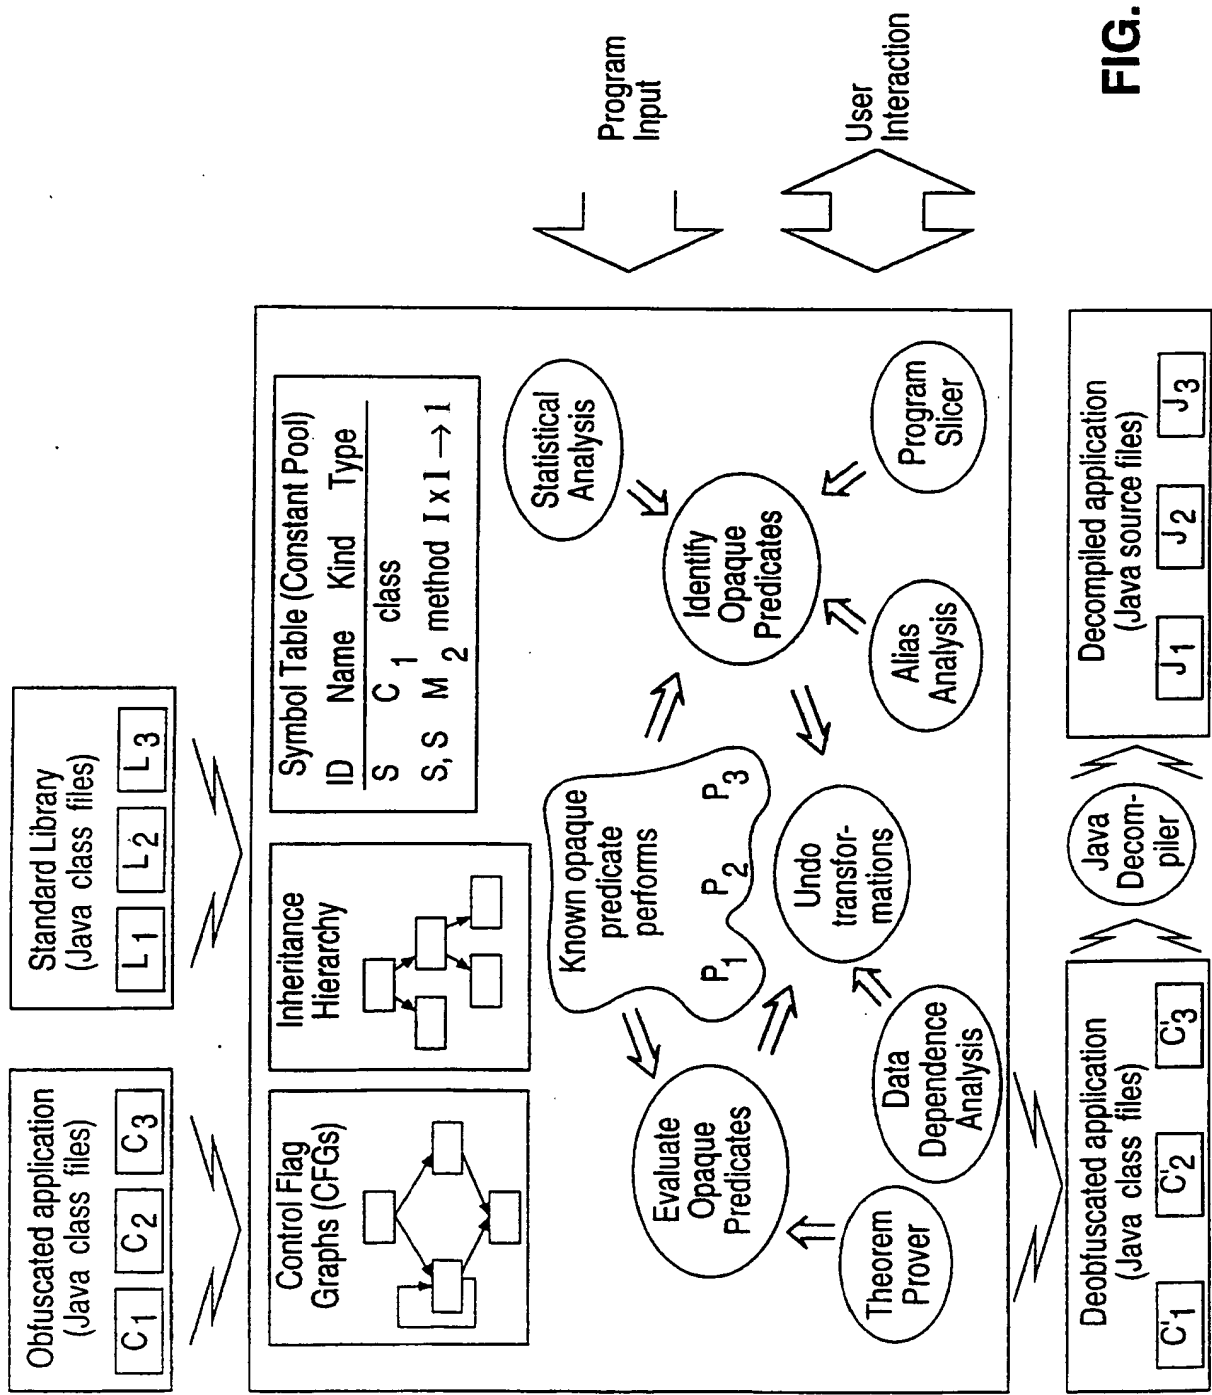 Obfuscated application
(Java class files)
C1 C2 C3
Standard Library
(Java class files)
L1 L2 L3
Control Flag
Graphs (CFGs)
Inheritance
Hierarchy
Symbol Table (Constant Pool)
ID Name Kind Type
S C1 class
S, S M2 method I x 1 → 1
Program
Input
User
Interaction
Known opaque
predicate
performs
P1 P2 P3
Statistical
Analysis
Evaluate
Opaque
Predicates
Identify
Opaque
Predicates
Undo
transfor-
mations
Theorem
Prover
Data
Dependence
Analysis
Alias
Analysis
Program
Slicer
Deobfuscated application
(Java class files)
C'1 C'2 C'3
Java
Decom-
piler
Decompiled application
(Java source files)
J1 J2 J3
FIG.